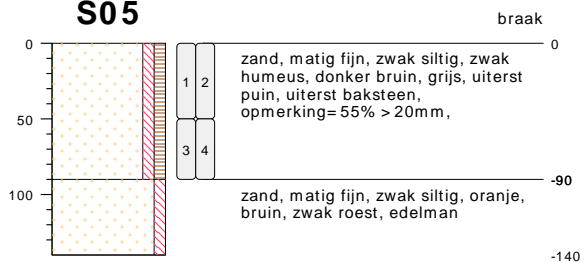 S05
braak
0
0
zand, matig fijn, zwak siltig, zwak
humeus, donker bruin, grijs, uiterst
puin, uiterst baksteen,
opmerking= 55% > 20mm,
1 2
50
3 4
-90
zand, matig fijn, zwak siltig, oranje,
bruin, zwak roest, edelman
100
-140